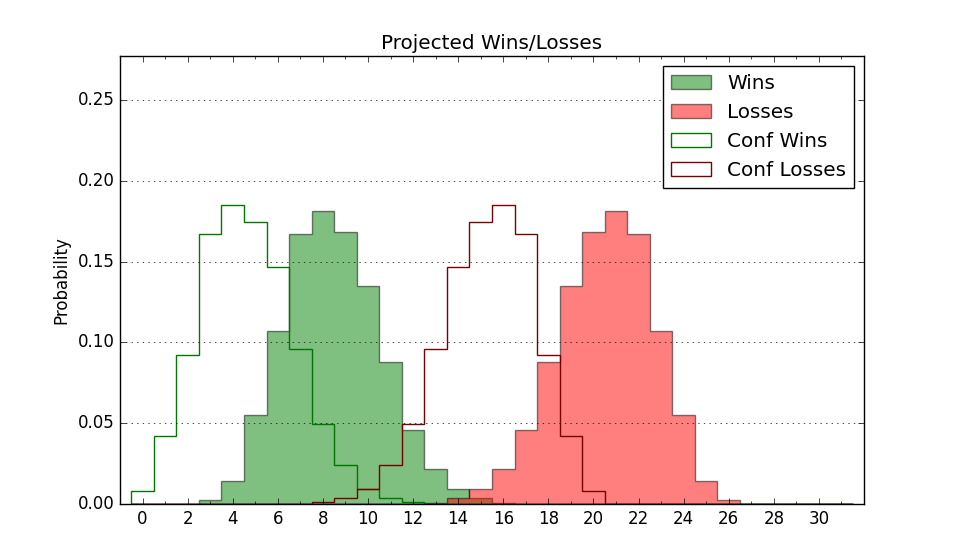 Projected Wins/Losses
Wins
Losses
Conf Wins
Conf Losses
Probability
0.25
0.20
0.15
0.10
0.05
0.00
0 2 4 6 8 10 12 14 16 18 20 22 24 26 28 30